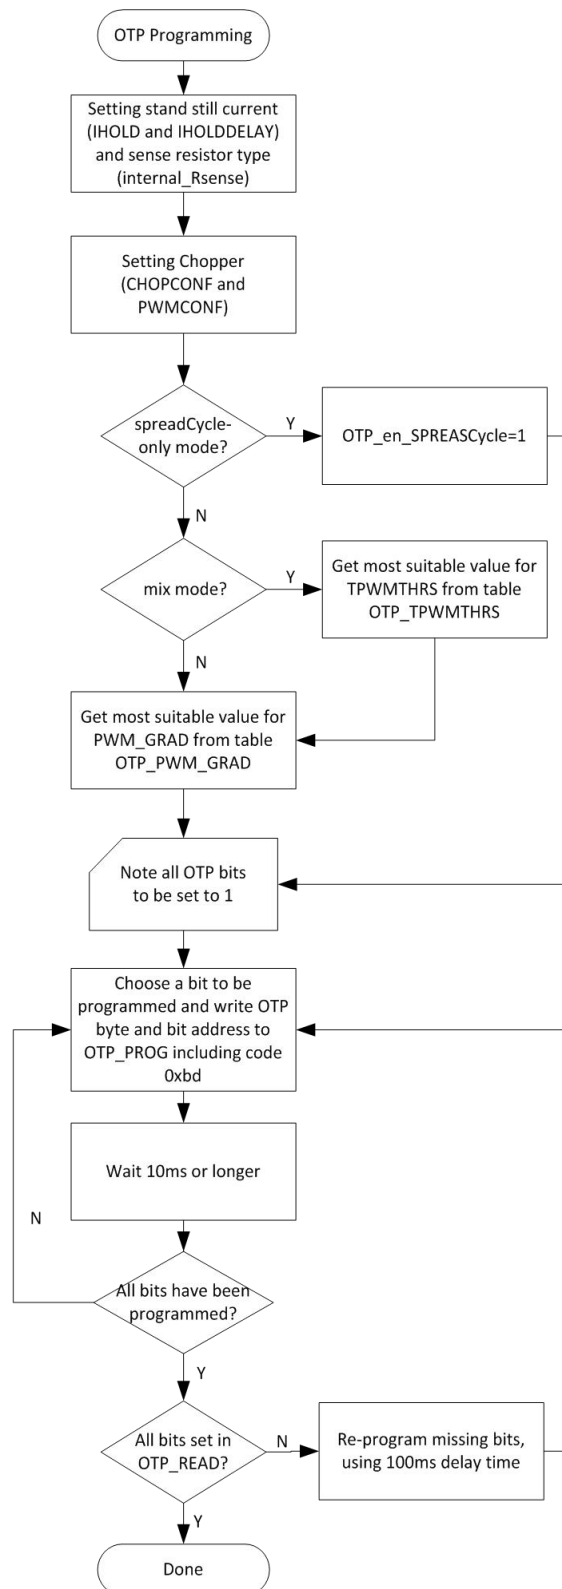 OTP Programming
Setting stand still current
(IHOLD and IHOLDDELAY)
and sense resistor type
(internal_Rsense)
Setting Chopper
(CHOPCONF and
PWMCONF)
spreadCycle-
only mode?
Y
OTP_en_SPREASCycle=1
N
mix mode?
Y
Get most suitable value for
TPWMTHRS from table
OTP_TPWMTHRS
N
Get most suitable value for
PWM_GRAD from table
OTP_PWM_GRAD
Note all OTP bits
to be set to 1
Choose a bit to be
programmed and write OTP
byte and bit address to
OTP_PROG including code
0xbd
Wait 10ms or longer
N
All bits have been
programmed?
Y
All bits set in
OTP_READ?
N
Re-program missing bits,
using 100ms delay time
Y
Done